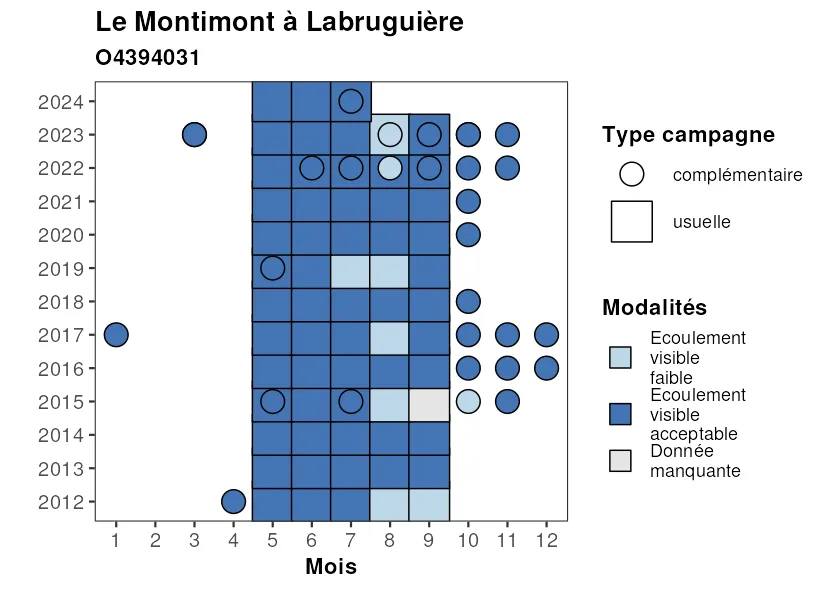 Le Montimont à Labruguière
O4394031
2024
2023
2022
2021
2020
2019
2018
2017
2016
2015
2014
2013
2012
1 2 3 4 5 6 7 8 9 10 11 12
Mois
Type campagne
complémentaire
usuelle
Modalités
Ecoulement
visible
faible
Ecoulement
visible
acceptable
Donnée
manquante